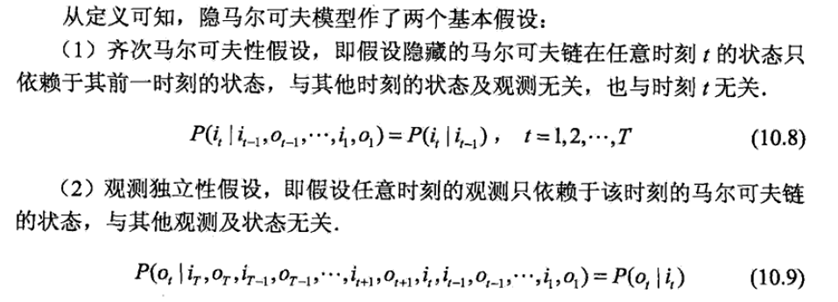 从定义可知，隐马尔可夫模型作了两个基本假设：
（1）齐次马尔可夫性假设，即假设隐藏的马尔可夫链在任意时刻 t 的状态只
依赖于其前一时刻的状态，与其他时刻的状态及观测无关，也与时刻 t 无关．
P(i_t | i_{t-1}, o_{t-1}, ⋯, i_1, o_1) = P(i_t | i_{t-1})， t = 1, 2, ⋯, T (10.8)
（2）观测独立性假设，即假设任意时刻的观测只依赖于该时刻的马尔可夫链
的状态，与其他观测及状态无关．
P(o_t | i_T, o_T, i_{T-1}, o_{T-1}, ⋯, i_{t+1}, o_{t+1}, i_t, i_{t-1}, o_{t-1}, ⋯, i_1, o_1) = P(o_t | i_t) (10.9)